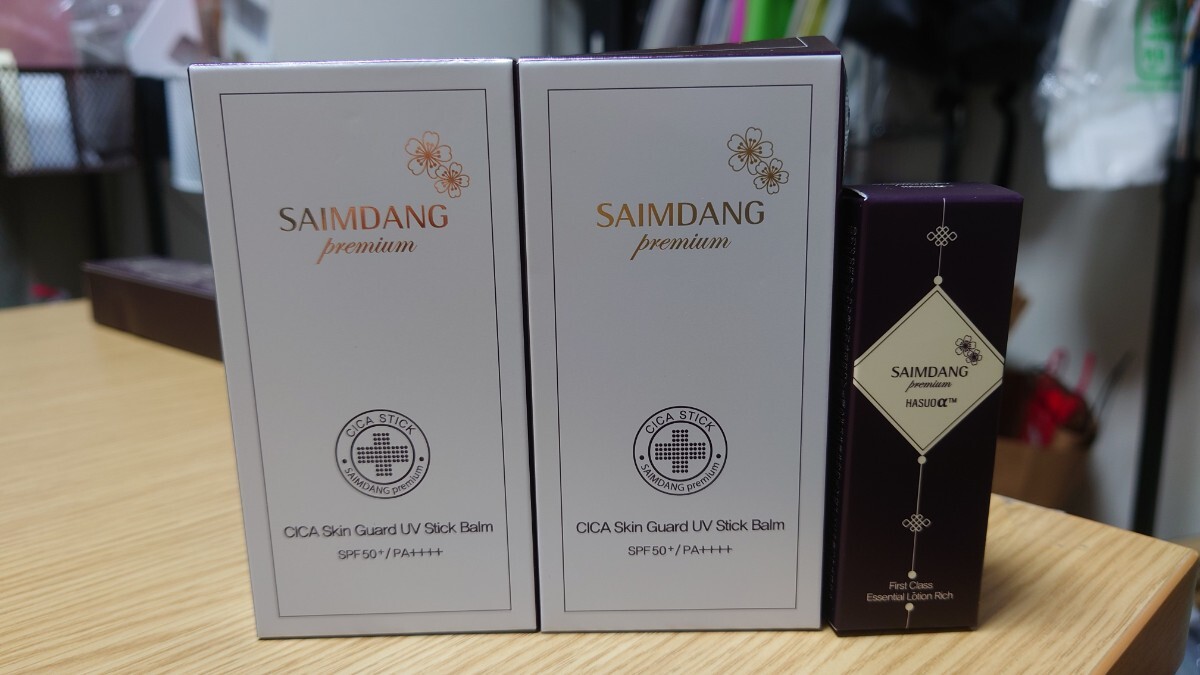 SAIMDANG
premium
CICA STICK
SAIMDANG premium
CICA Skin Guard UV Stick Balm
SPF50+/PA++++
SAIMDANG
premium
CICA STICK
SAIMDANG premium
CICA Skin Guard UV Stick Balm
SPF50+/PA++++
SAIMDANG
premium
HASUOα™
First Class
Essential Lotion Rich